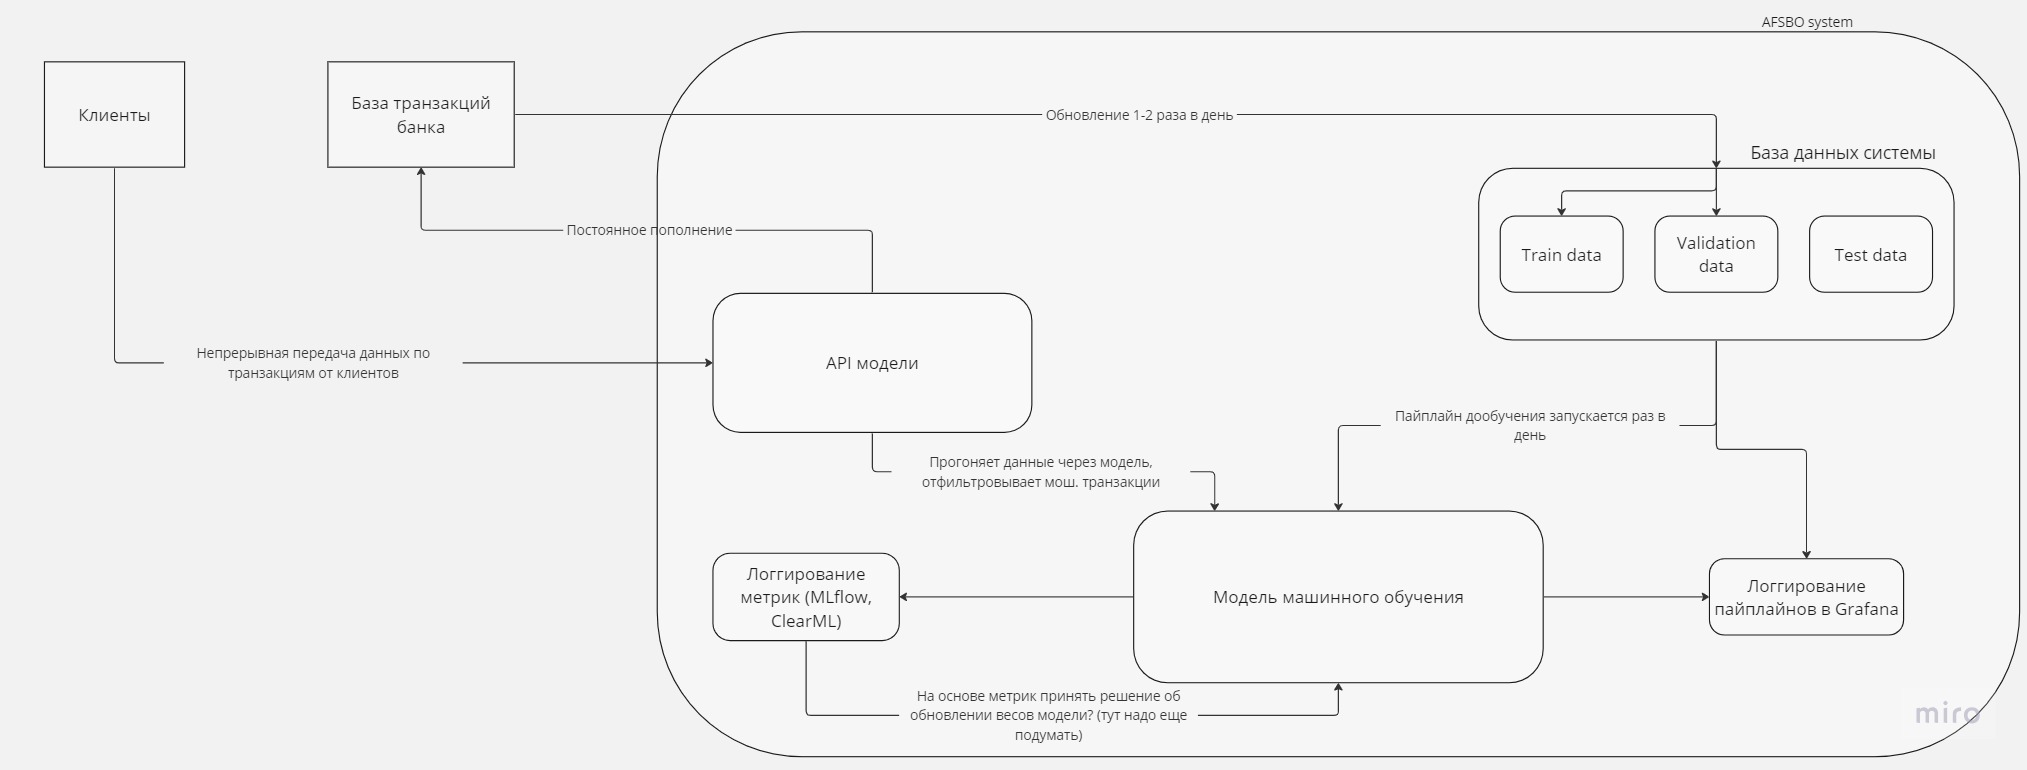 AFSBO system
Клиенты
База транзакций
банка
Обновление 1-2 раза в день
База данных системы
Train data
Validation
data
Test data
Постоянное пополнение
Непрерывная передача данных по
транзакциям от клиентов
API модели
Пайплайн дообучения запускается раз в
день
Прогоняет данные через модель,
отфильтровывает мош. транзакции
Логгирование
метрик (MLflow,
ClearML)
Модель машинного обучения
Логгирование
пайплайнов в Grafana
На основе метрик принять решение об
обновлении весов модели? (тут надо еще
подумать)
miro